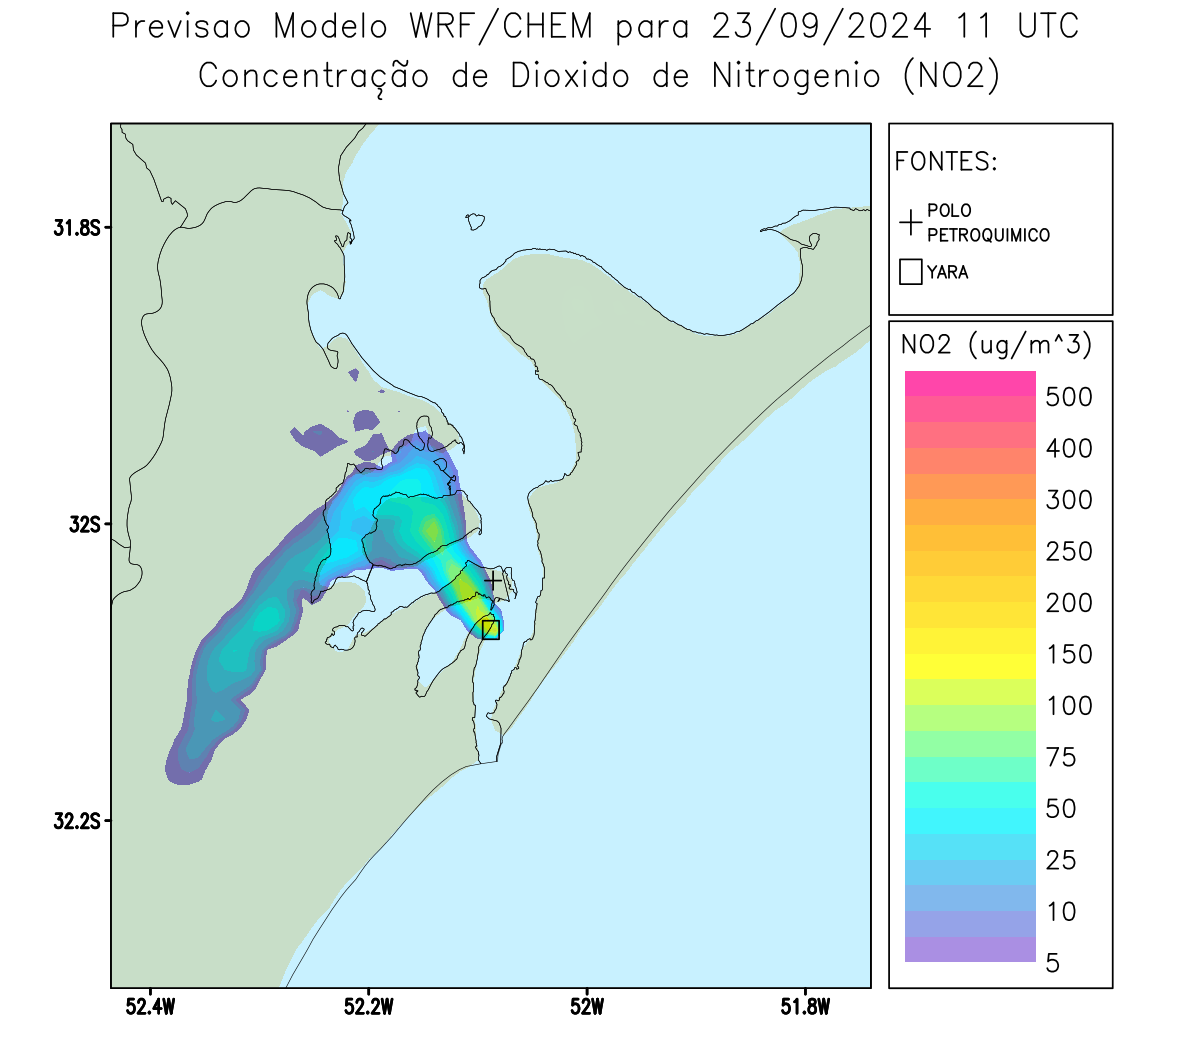 Previsao Modelo WRF/CHEM para 23/09/2024 11 UTC
Concentração de Dioxido de Nitrogenio (NO2)
FONTES:
POLO
PETROQUIMICO
YARA
NO2 (ug/m^3)
500
400
300
250
200
150
100
75
50
25
10
5
31.8S
32S
32.2S
52.4W
52.2W
52W
51.8W